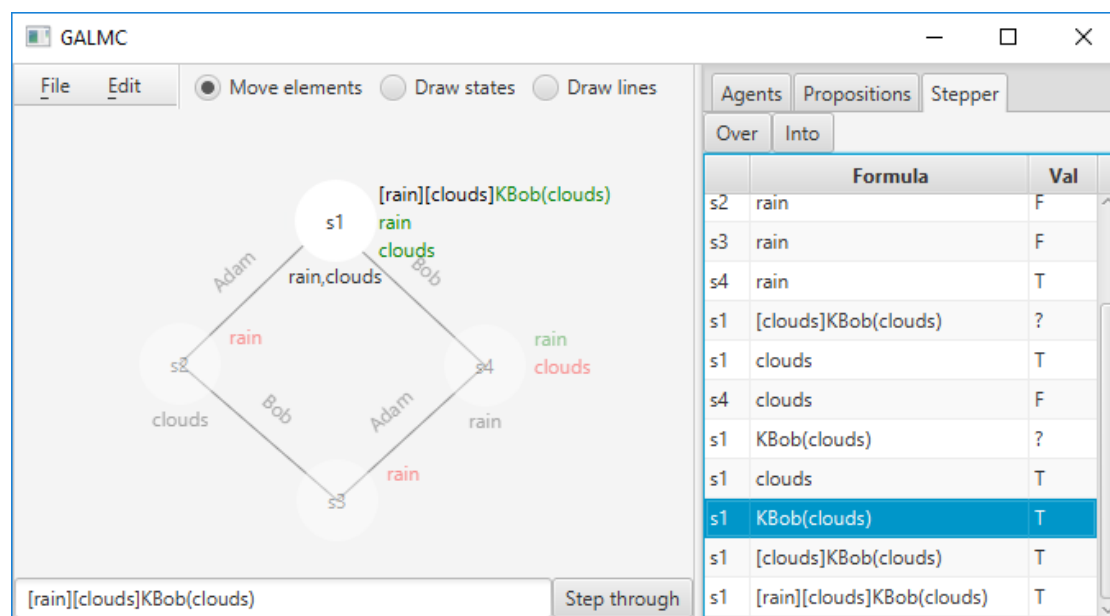 GALMC
File Edit Move elements Draw states Draw lines
Agents Propositions Stepper
Over Into
[rain][clouds]KBob(clouds)
s1 rain
clouds
Adam Bob
rain,clouds
rain rain
s2 s4 clouds
clouds Bob Adam rain
rain
s3
[rain][clouds]KBob(clouds) Step through
Formula Val
s2 rain F
s3 rain F
s4 rain T
s1 [clouds]KBob(clouds) ?
s1 clouds T
s4 clouds F
s1 KBob(clouds) ?
s1 clouds T
s1 KBob(clouds) T
s1 [clouds]KBob(clouds) T
s1 [rain][clouds]KBob(clouds) T